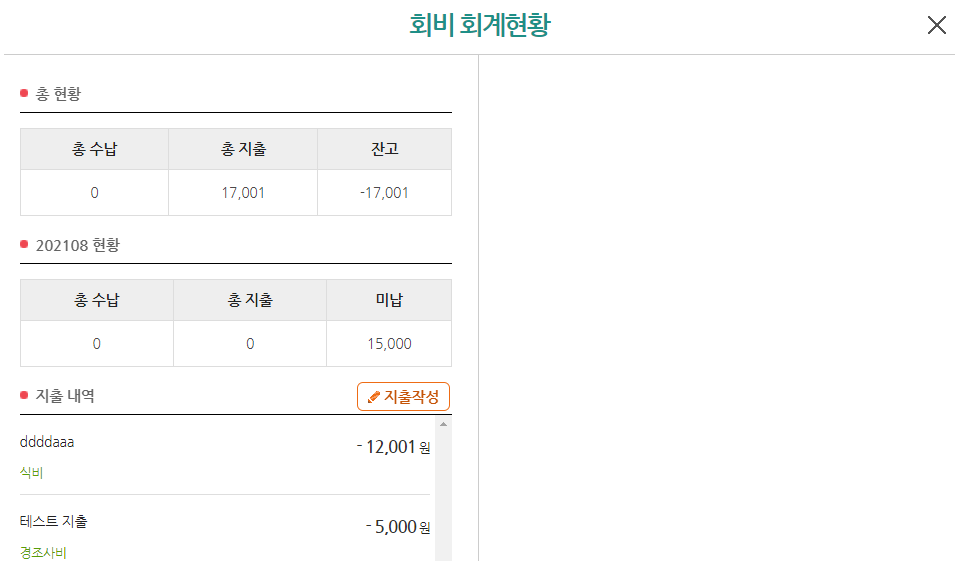 회비 회계현황
총 현황
총 수납 총 지출 잔고
0 17,001 -17,001
202108 현황
총 수납 총 지출 미납
0 0 15,000
지출 내역 지출작성
ddddaaa - 12,001 원
식비
테스트 지출 - 5,000 원
경조사비